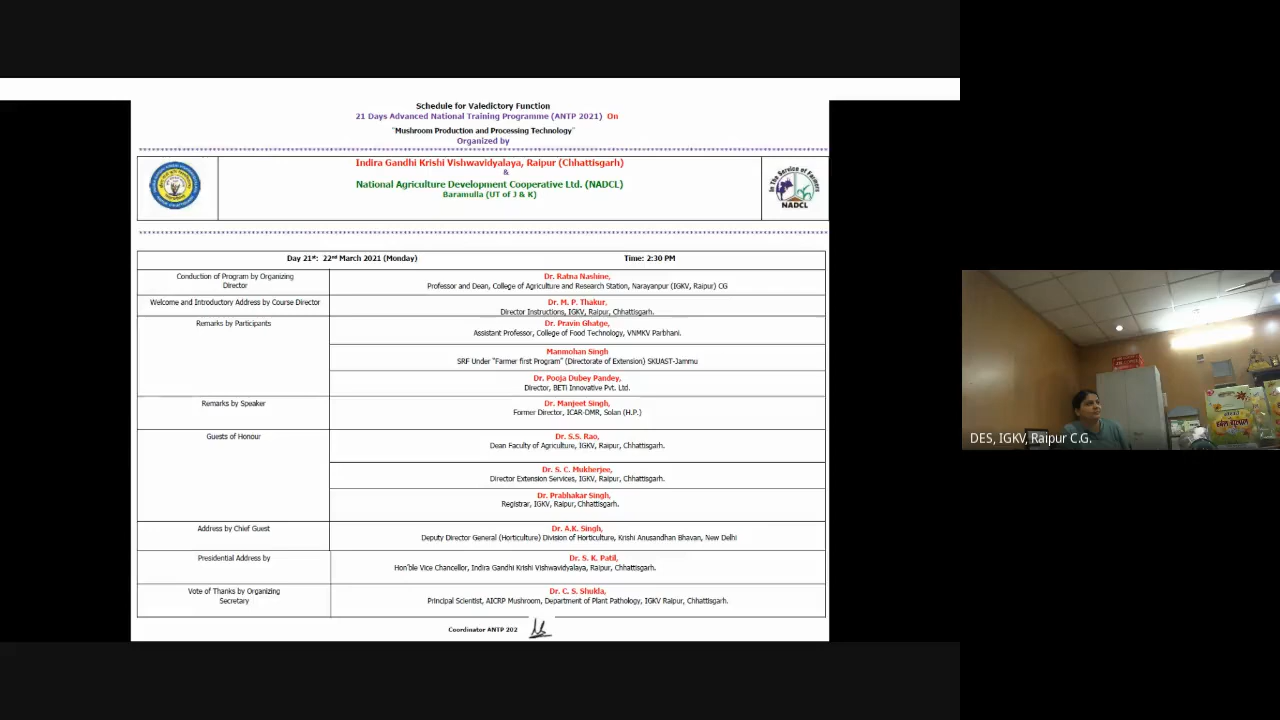 Schedule for Valedictory Function
21 Days Advanced National Training Programme (ANTP 2021) On
"Mushroom Production and Processing Technology"
Organized by
Indira Gandhi Krishi Vishwavidyalaya, Raipur (Chhattisgarh)
&
National Agriculture Development Cooperative Ltd. (NADCL)
Baramulla (UT of J & K)
In The Service of Farmers
NADCL
Day 21st: 22nd March 2021 (Monday) Time: 2:30 PM
Conduction of Program by Organizing
Director
Dr. Ratna Nashine,
Professor and Dean, College of Agriculture and Research Station, Narayanpur (IGKV, Raipur) CG
Welcome and Introductory Address by Course Director
Dr. M. P. Thakur,
Director Instructions, IGKV, Raipur, Chhattisgarh.
Remarks by Participants
Dr. Pravin Ghatge,
Assistant Professor, College of Food Technology, VNMKV Parbhani.
Manmohan Singh
SRF Under "Farmer first Program" (Directorate of Extension) SKUAST-Jammu
Dr. Pooja Dubey Pandey,
Director, BETi Innovative Pvt. Ltd.
Remarks by Speaker
Dr. Manjeet Singh,
Former Director, ICAR-DMR, Solan (H.P.)
Guests of Honour
Dr. S.S. Rao,
Dean Faculty of Agriculture, IGKV, Raipur, Chhattisgarh.
Dr. S. C. Mukherjee,
Director Extension Services, IGKV, Raipur, Chhattisgarh.
Dr. Prabhakar Singh,
Registrar, IGKV, Raipur, Chhattisgarh.
Address by Chief Guest
Dr. A.K. Singh,
Deputy Director General (Horticulture) Division of Horticulture, Krishi Anusandhan Bhavan, New Delhi
Presidential Address by
Dr. S. K. Patil,
Hon'ble Vice Chancellor, Indira Gandhi Krishi Vishwavidyalaya, Raipur, Chhattisgarh.
Vote of Thanks by Organizing
Secretary
Dr. C. S. Shukla,
Principal Scientist, AICRP Mushroom, Department of Plant Pathology, IGKV Raipur, Chhattisgarh.
Coordinator ANTP 202
DES, IGKV, Raipur C.G.
हर्बल गुलाल